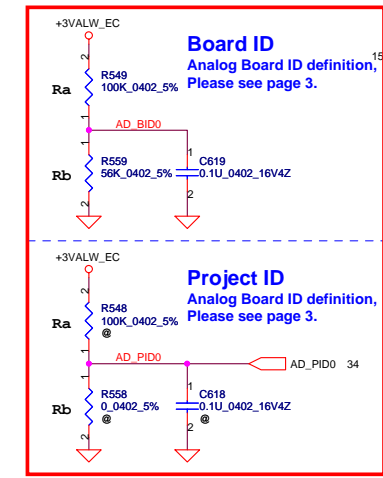 +3VALW_EC
Board ID
Analog Board ID definition,
Please see page 3.
15
2
R549
100K_0402_5%
Ra
1
AD_BID0
1
R559
56K_0402_5%
Rb
2
1
C619
0.1U_0402_16V4Z
2
+3VALW_EC
Project ID
Analog Board ID definition,
Please see page 3.
2
R548
100K_0402_5%
@
Ra
1
AD_PID0
AD_PID0 34
1
R558
0_0402_5%
@
Rb
2
1
C618
0.1U_0402_16V4Z
@
2